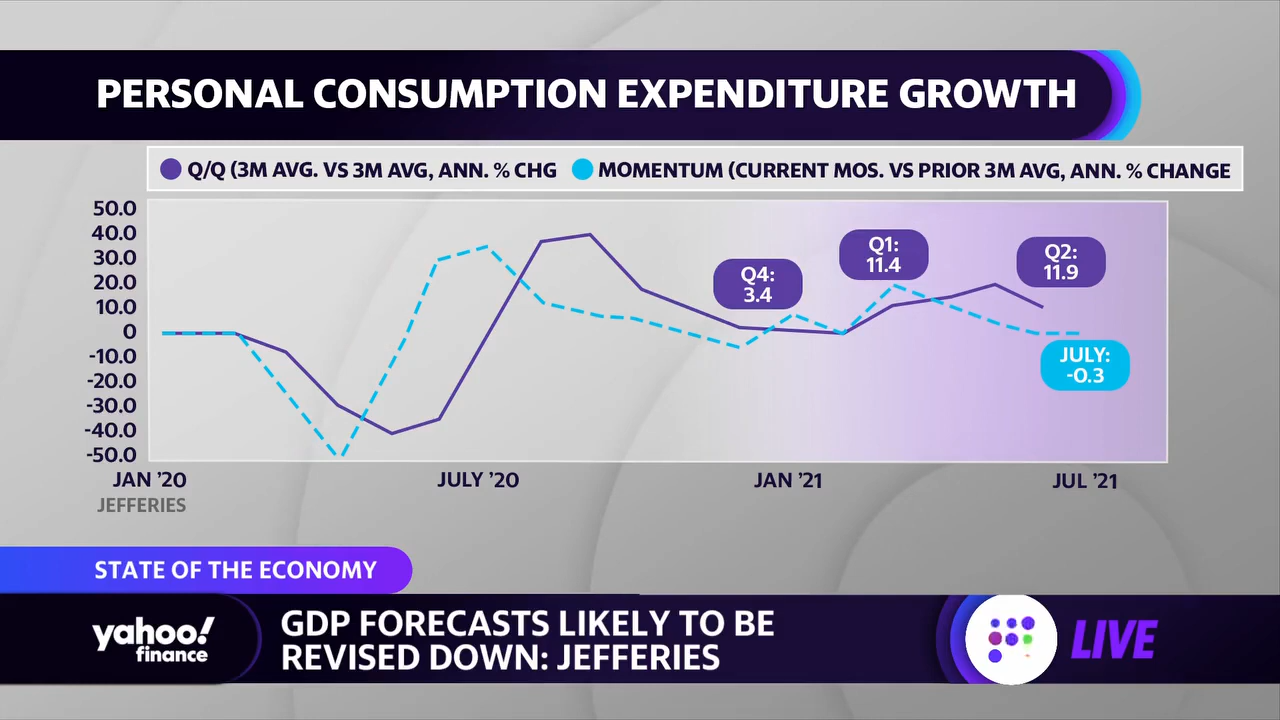 PERSONAL CONSUMPTION EXPENDITURE GROWTH
Q/Q (3M AVG. VS 3M AVG, ANN. % CHG
MOMENTUM (CURRENT MOS. VS PRIOR 3M AVG, ANN. % CHANGE
50.0
40.0
30.0
20.0
10.0
0
-10.0
-20.0
-30.0
-40.0
-50.0
Q4:
3.4
Q1:
11.4
Q2:
11.9
JULY:
-0.3
JAN '20
JULY '20
JAN '21
JUL '21
JEFFERIES
STATE OF THE ECONOMY
yahoo!
finance
GDP FORECASTS LIKELY TO BE
REVISED DOWN: JEFFERIES
LIVE